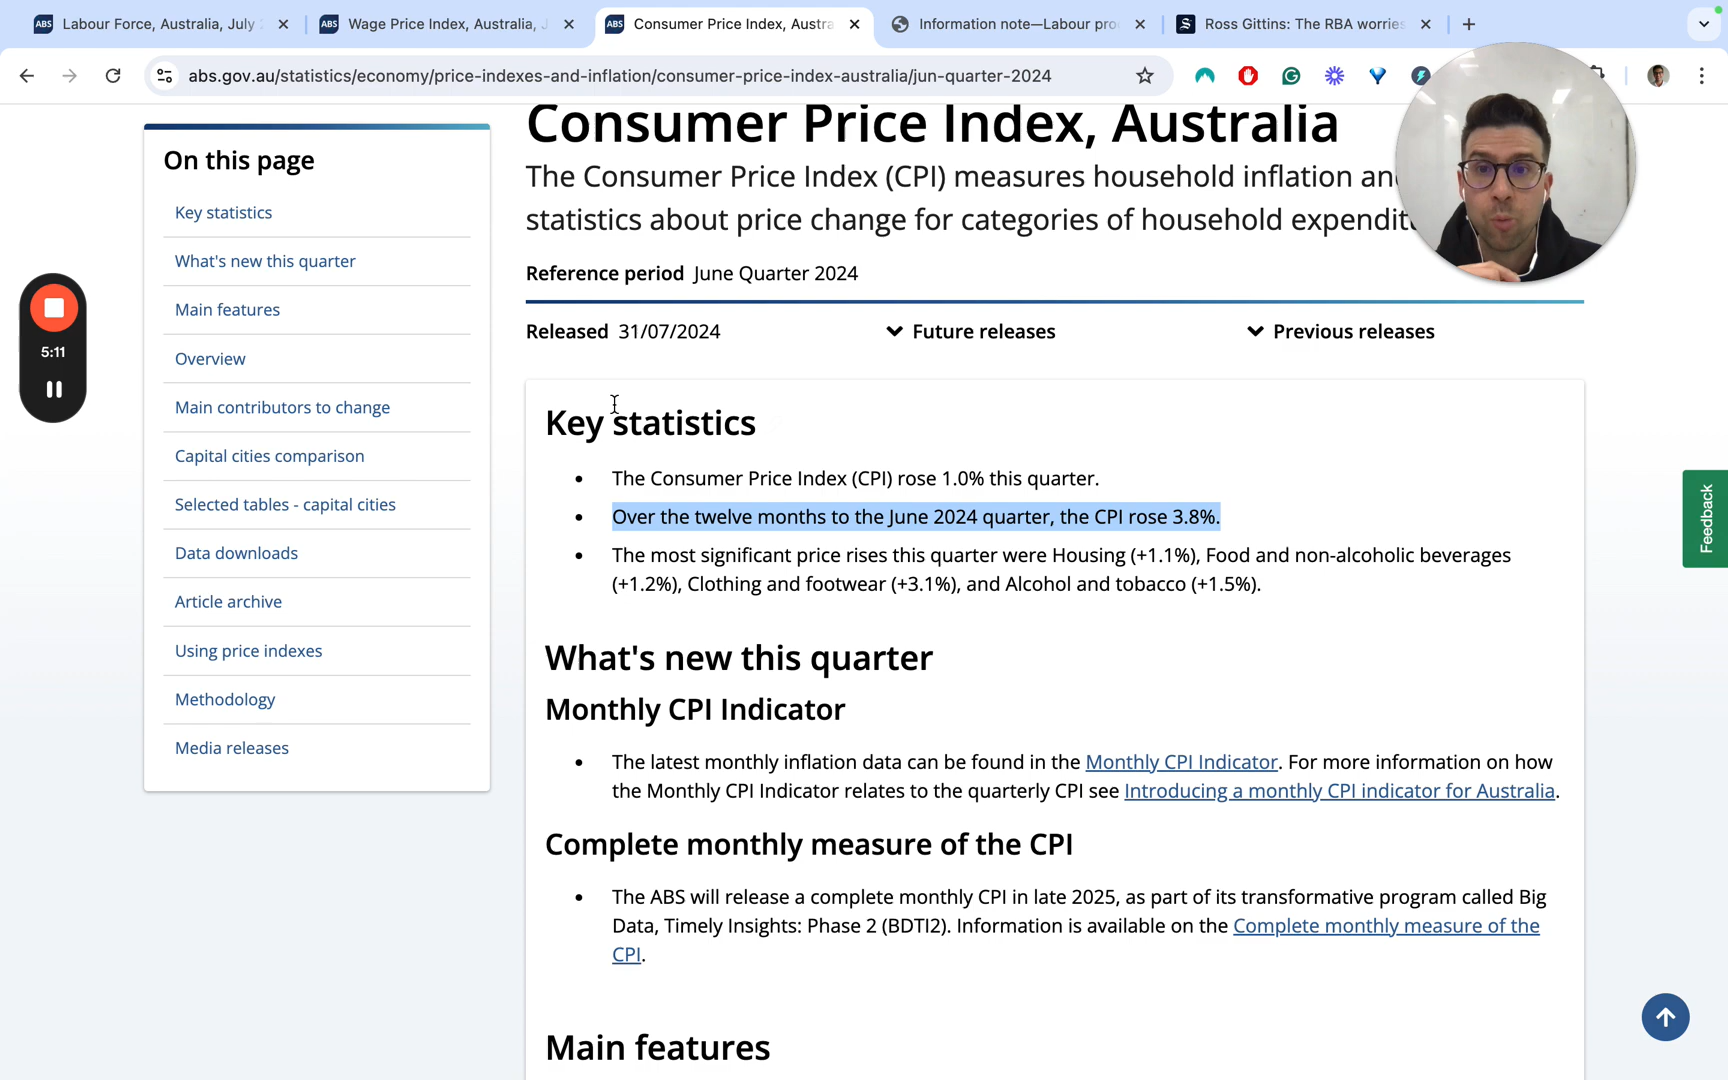 Labour Force, Australia, July
Wage Price Index, Australia, J
Consumer Price Index, Austra
Information note—Labour pro
Ross Gittins: The RBA worries
abs.gov.au/statistics/economy/price-indexes-and-inflation/consumer-price-index-australia/jun-quarter-2024
On this page
Key statistics
What's new this quarter
Main features
Overview
Main contributors to change
Capital cities comparison
Selected tables - capital cities
Data downloads
Article archive
Using price indexes
Methodology
Media releases
5:11
Consumer Price Index, Australia
The Consumer Price Index (CPI) measures household inflation an
statistics about price change for categories of household expendit
Reference period June Quarter 2024
Released 31/07/2024
Future releases
Previous releases
Key statistics
The Consumer Price Index (CPI) rose 1.0% this quarter.
Over the twelve months to the June 2024 quarter, the CPI rose 3.8%.
The most significant price rises this quarter were Housing (+1.1%), Food and non-alcoholic beverages
(+1.2%), Clothing and footwear (+3.1%), and Alcohol and tobacco (+1.5%).
What's new this quarter
Monthly CPI Indicator
The latest monthly inflation data can be found in the Monthly CPI Indicator. For more information on how
the Monthly CPI Indicator relates to the quarterly CPI see Introducing a monthly CPI indicator for Australia.
Complete monthly measure of the CPI
The ABS will release a complete monthly CPI in late 2025, as part of its transformative program called Big
Data, Timely Insights: Phase 2 (BDTI2). Information is available on the Complete monthly measure of the
CPI.
Main features
Feedback